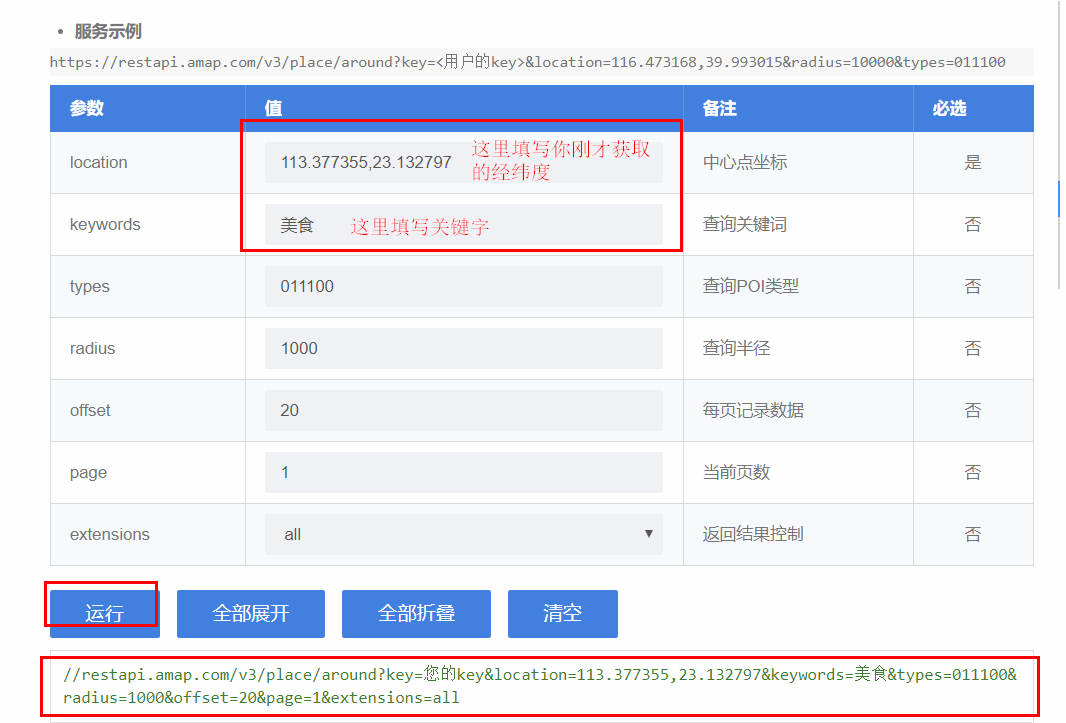 • 服务示例
https://restapi.amap.com/v3/place/around?key=<用户的key>&location=116.473168,39.993015&radius=10000&types=011100
参数 值 备注 必选
location 113.377355,23.132797 这里填写你刚才获取 中心点坐标 是
的经纬度
keywords 美食 这里填写关键字 查询关键词 否
types 011100 查询POI类型 否
radius 1000 查询半径 否
offset 20 每页记录数据 否
page 1 当前页数 否
extensions all 返回结果控制 否
运行 全部展开 全部折叠 清空
//restapi.amap.com/v3/place/around?key=您的key&location=113.377355,23.132797&keywords=美食&types=011100&
radius=1000&offset=20&page=1&extensions=all